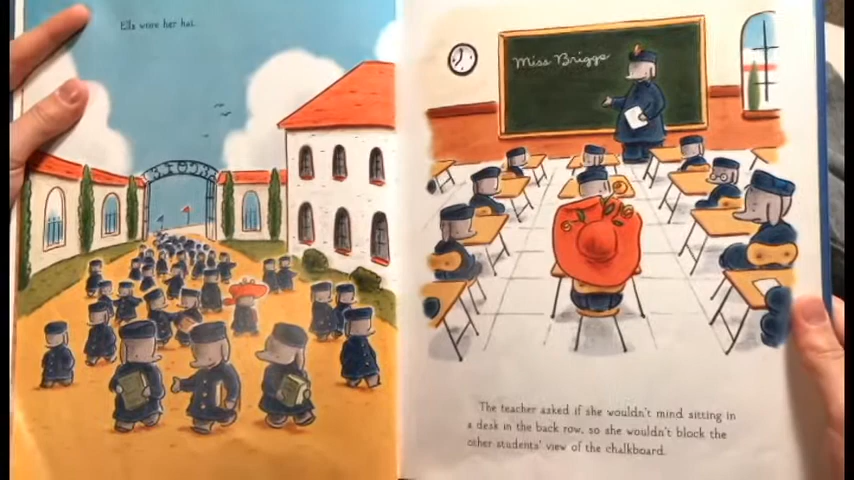 Ella wore her hat.
Miss Briggs
The teacher asked if she wouldn't mind sitting in
a desk in the back row, so she wouldn't block the
other students' view of the chalkboard.